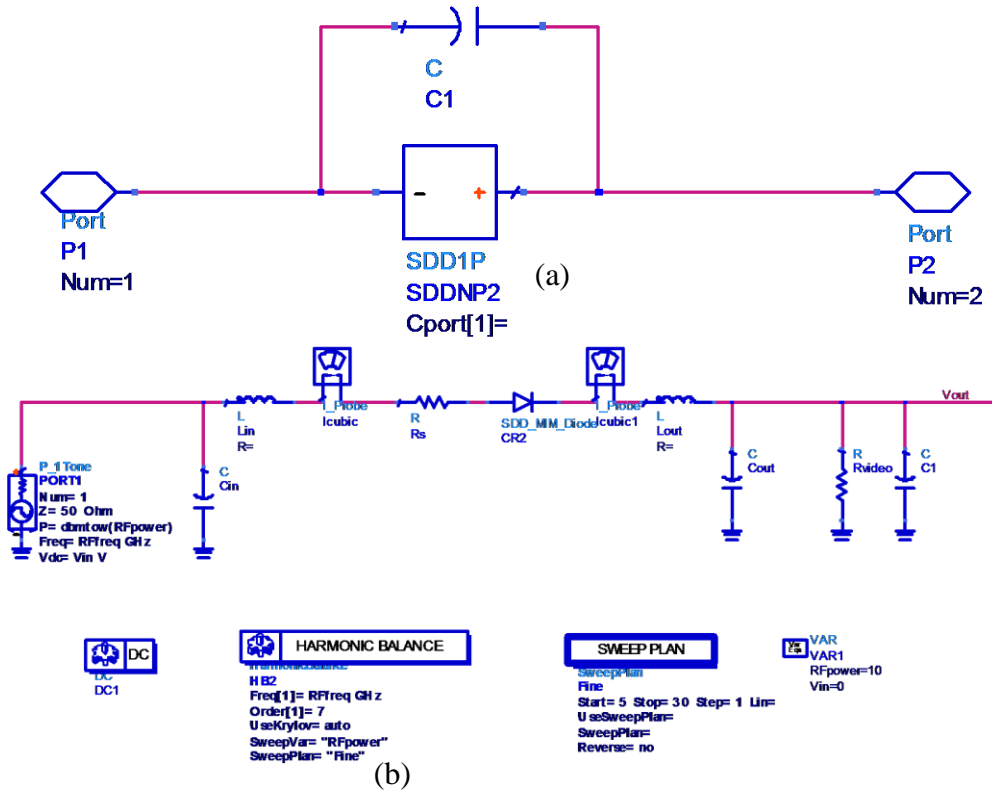 C
C1
- +
Port
P1
Num=1
SDD1P
SDDNP2
Cport[1]=
(a)
Port
P2
Num=2
Vout
L
Lin
R=
I_Probe
Icubic
R
Rs
SDD_MIM_Diode
CR2
I_Probe
Icubic1
L
Lout
R=
P_1Tone
PORT1
Num= 1
Z= 50 Ohm
P= dbmtow(RFpower)
Freq= RFfreq GHz
Vdc= Vin V
C
Cin
C
Cout
R
Rvideo
C
C1
DC
DC
DC1
HARMONIC BALANCE
HarmonicBalance
HB2
Freq[1]= RFfreq GHz
Order[1]= 7
UseKrylov= auto
SweepVar= "RFpower"
SweepPlan= "Fine"
SWEEP PLAN
SweepPlan
Fine
Start= 5 Stop= 30 Step= 1 Lin=
UseSweepPlan=
SweepPlan=
Reverse= no
Var
Eqn
VAR
VAR1
RFpower=10
Vin=0
(b)